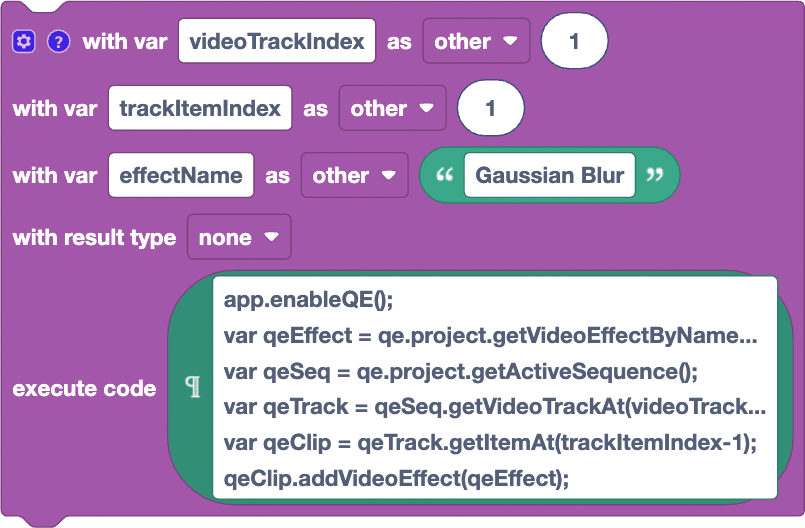 with var videoTrackIndex as other 1
with var trackItemIndex as other 1
with var effectName as other “ Gaussian Blur ”
with result type none
app.enableQE();
var qeEffect = qe.project.getVideoEffectByName...
var qeSeq = qe.project.getActiveSequence();
var qeTrack = qeSeq.getVideoTrackAt(videoTrack...
execute code ¶
var qeClip = qeTrack.getItemAt(trackItemIndex-1);
qeClip.addVideoEffect(qeEffect);